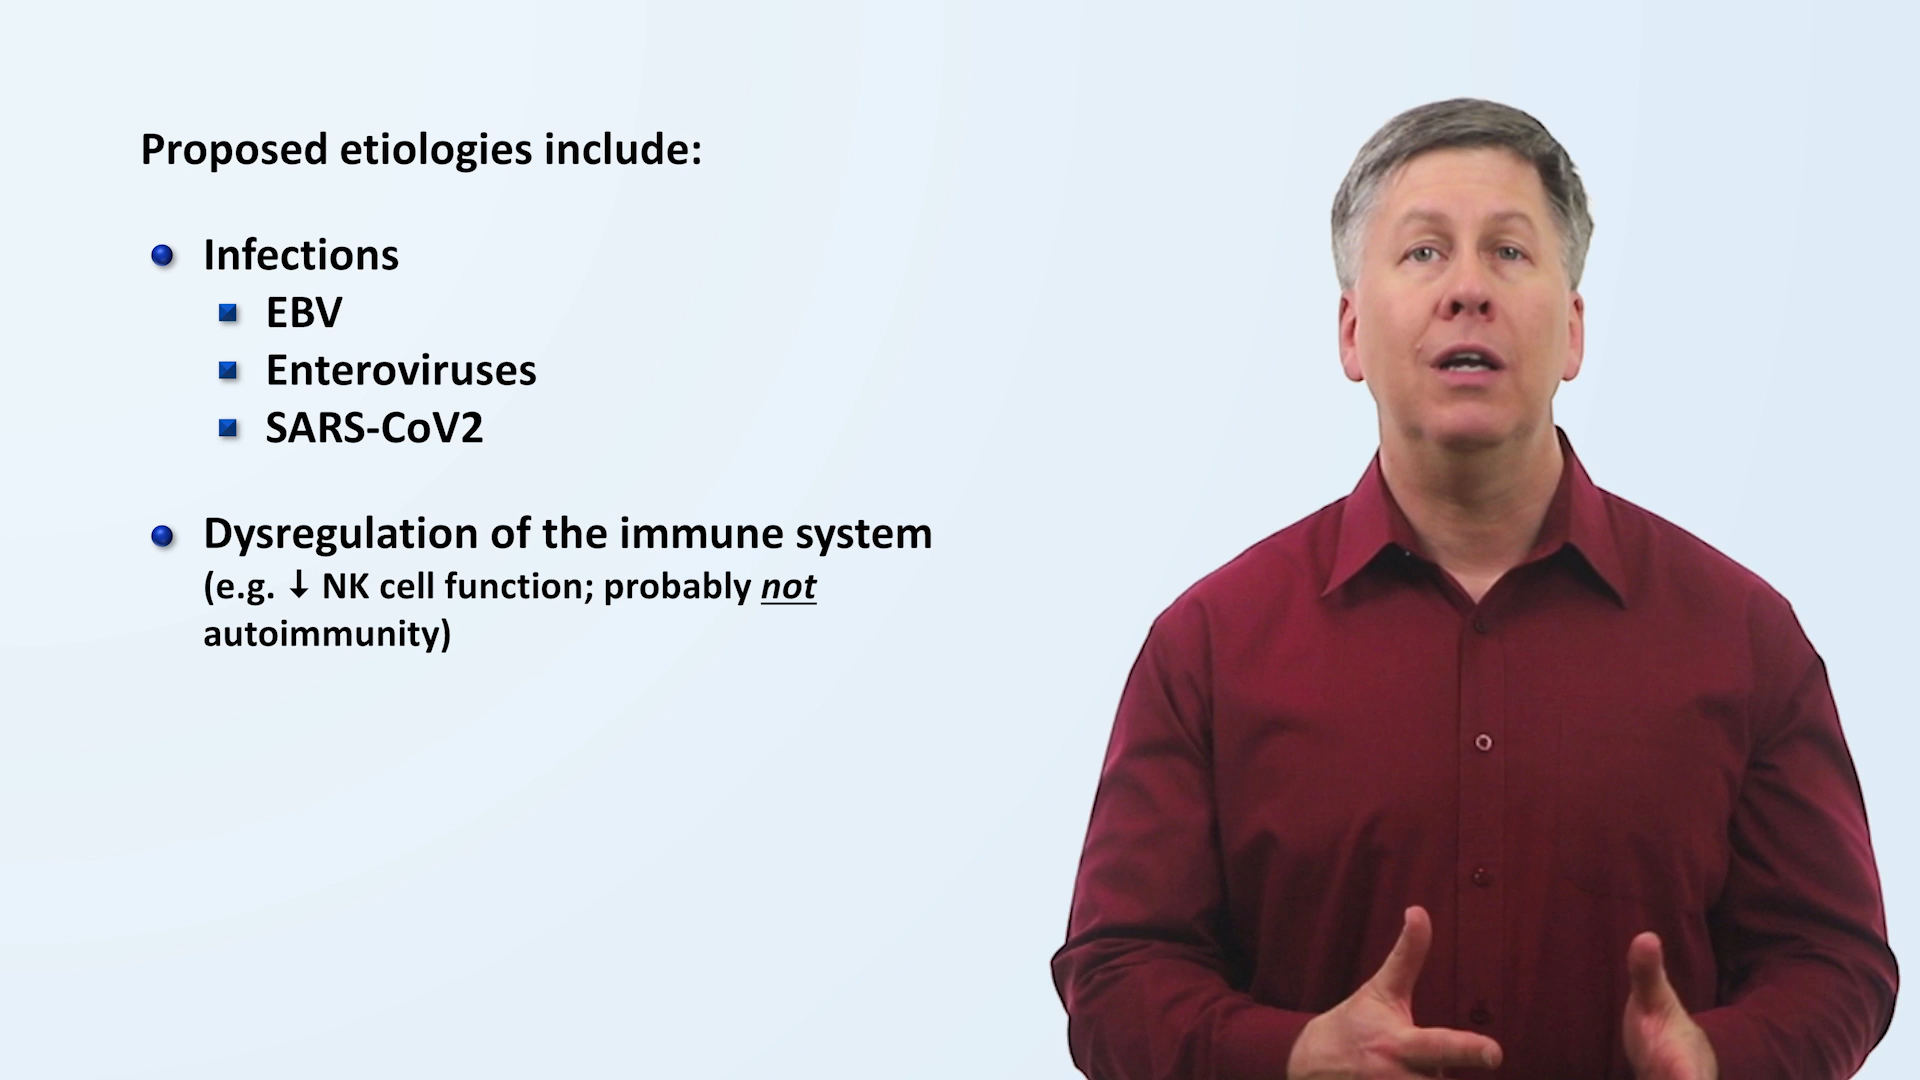 Proposed etiologies include:
Infections
EBV
Enteroviruses
SARS-CoV2
Dysregulation of the immune system
(e.g. ↓ NK cell function; probably not
autoimmunity)